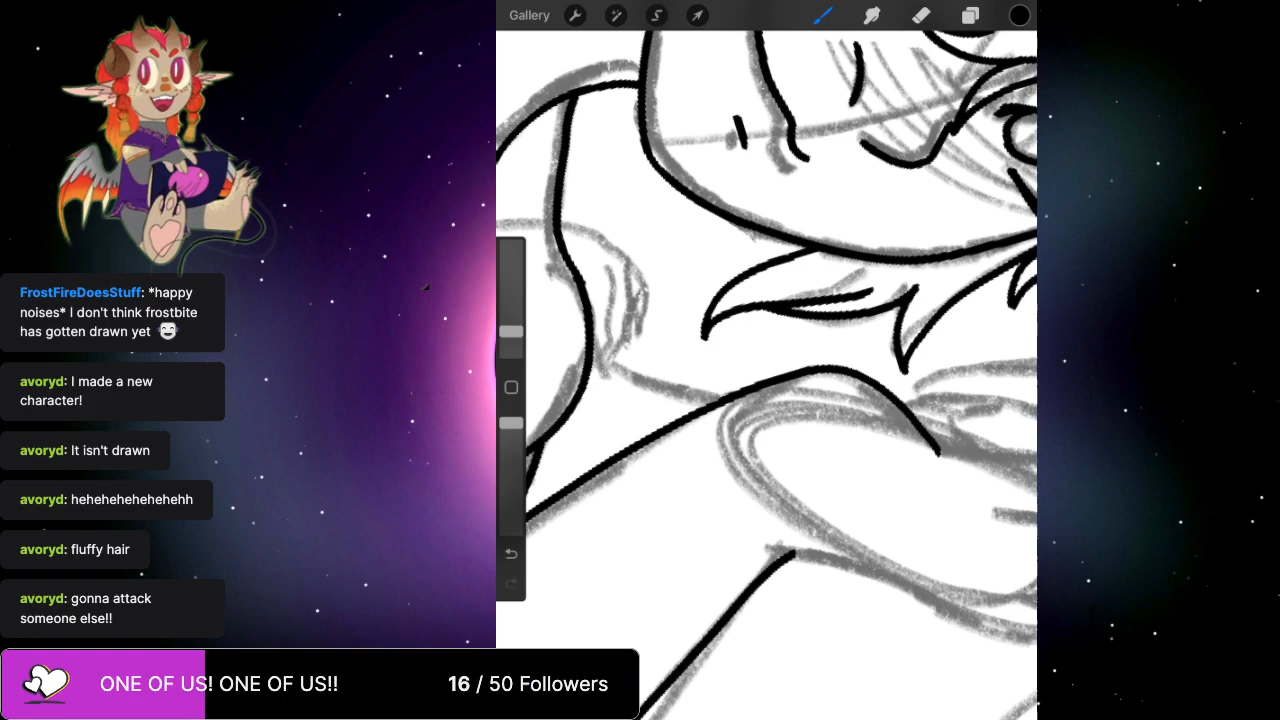 Gallery
FrostFireDoesStuff: *happy
noises* I don't think frostbite
has gotten drawn yet
avoryd: I made a new
character!
avoryd: It isn't drawn
avoryd: hehehehehehehehh
avoryd: fluffy hair
avoryd: gonna attack
someone else!!
ONE OF US! ONE OF US!! 16 / 50 Followers